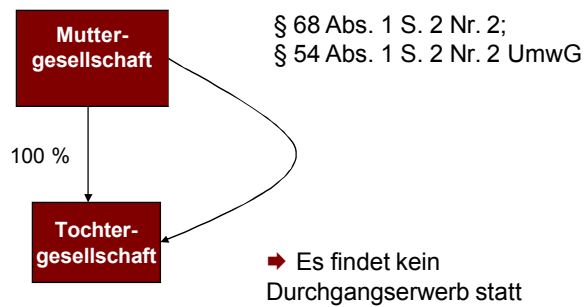 Mutter-
gesellschaft
§ 68 Abs. 1 S. 2 Nr. 2;
§ 54 Abs. 1 S. 2 Nr. 2 UmwG
100 %
Tochter-
gesellschaft
➨ Es findet kein
Durchgangserwerb statt